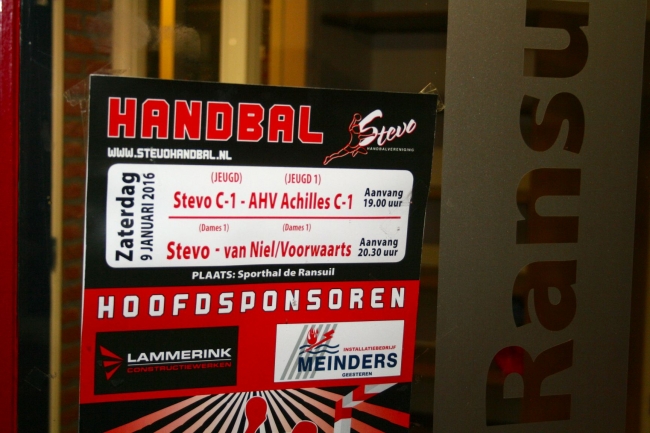 HANDBAL
WWW.STEVOHANDBAL.NL
Stevo
HANDBALVERENIGING
Zaterdag
9 JANUARI 2016
(JEUGD) (JEUGD 1)
Stevo C-1 - AHV Achilles C-1
Aanvang
19.00 uur
(Dames 1) (Dames 1)
Stevo - van Niel/Voorwaarts
Aanvang
20.30 uur
PLAATS: Sporthal de Ransuil
HOOFDSPONSOREN
LAMMERINK
CONSTRUCTIEWERKEN
INSTALLATIEBEDRIJF
MEINDERS
GEESTEREN
Ransu